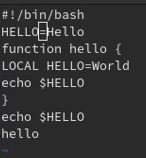 #!/bin/bash
HELLO=Hello
function hello {
LOCAL HELLO=World
echo $HELLO
}
echo $HELLO
hello
~